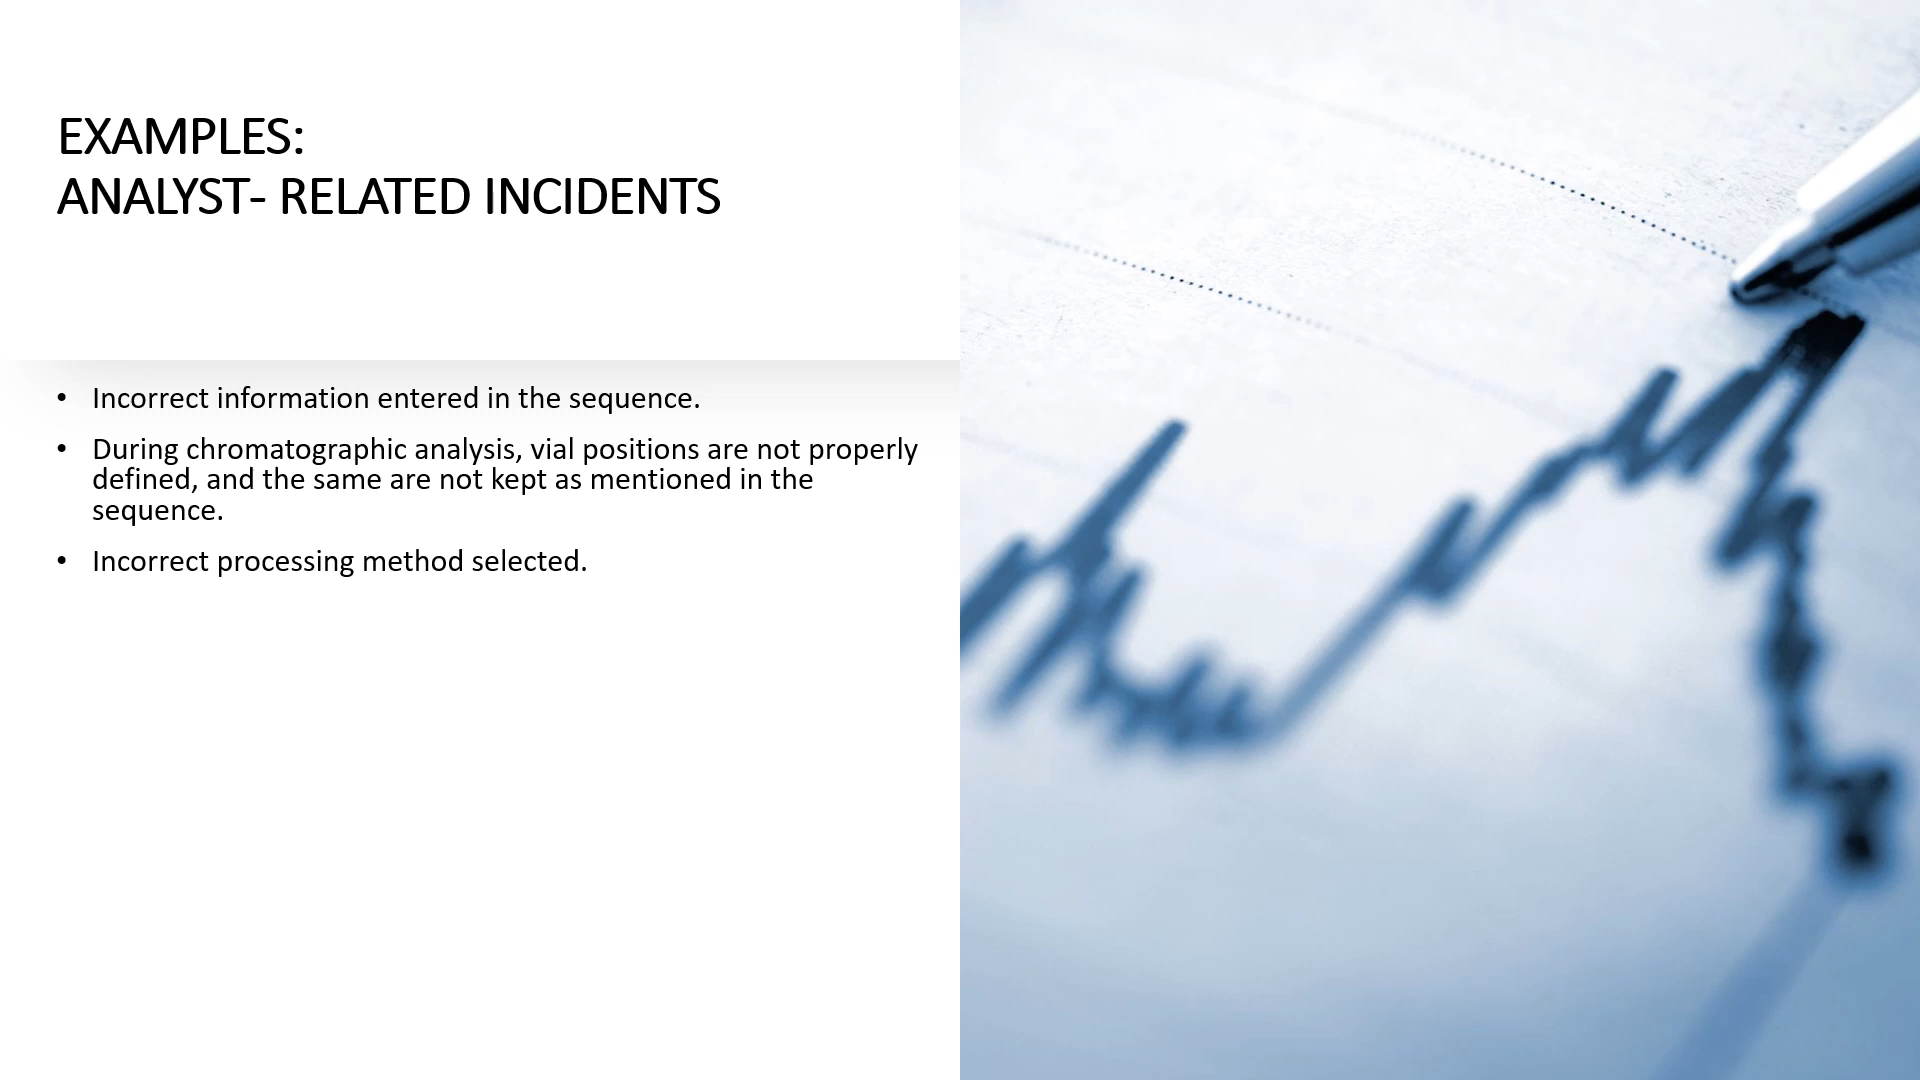 EXAMPLES:
ANALYST- RELATED INCIDENTS
• Incorrect information entered in the sequence.
• During chromatographic analysis, vial positions are not properly
defined, and the same are not kept as mentioned in the
sequence.
• Incorrect processing method selected.